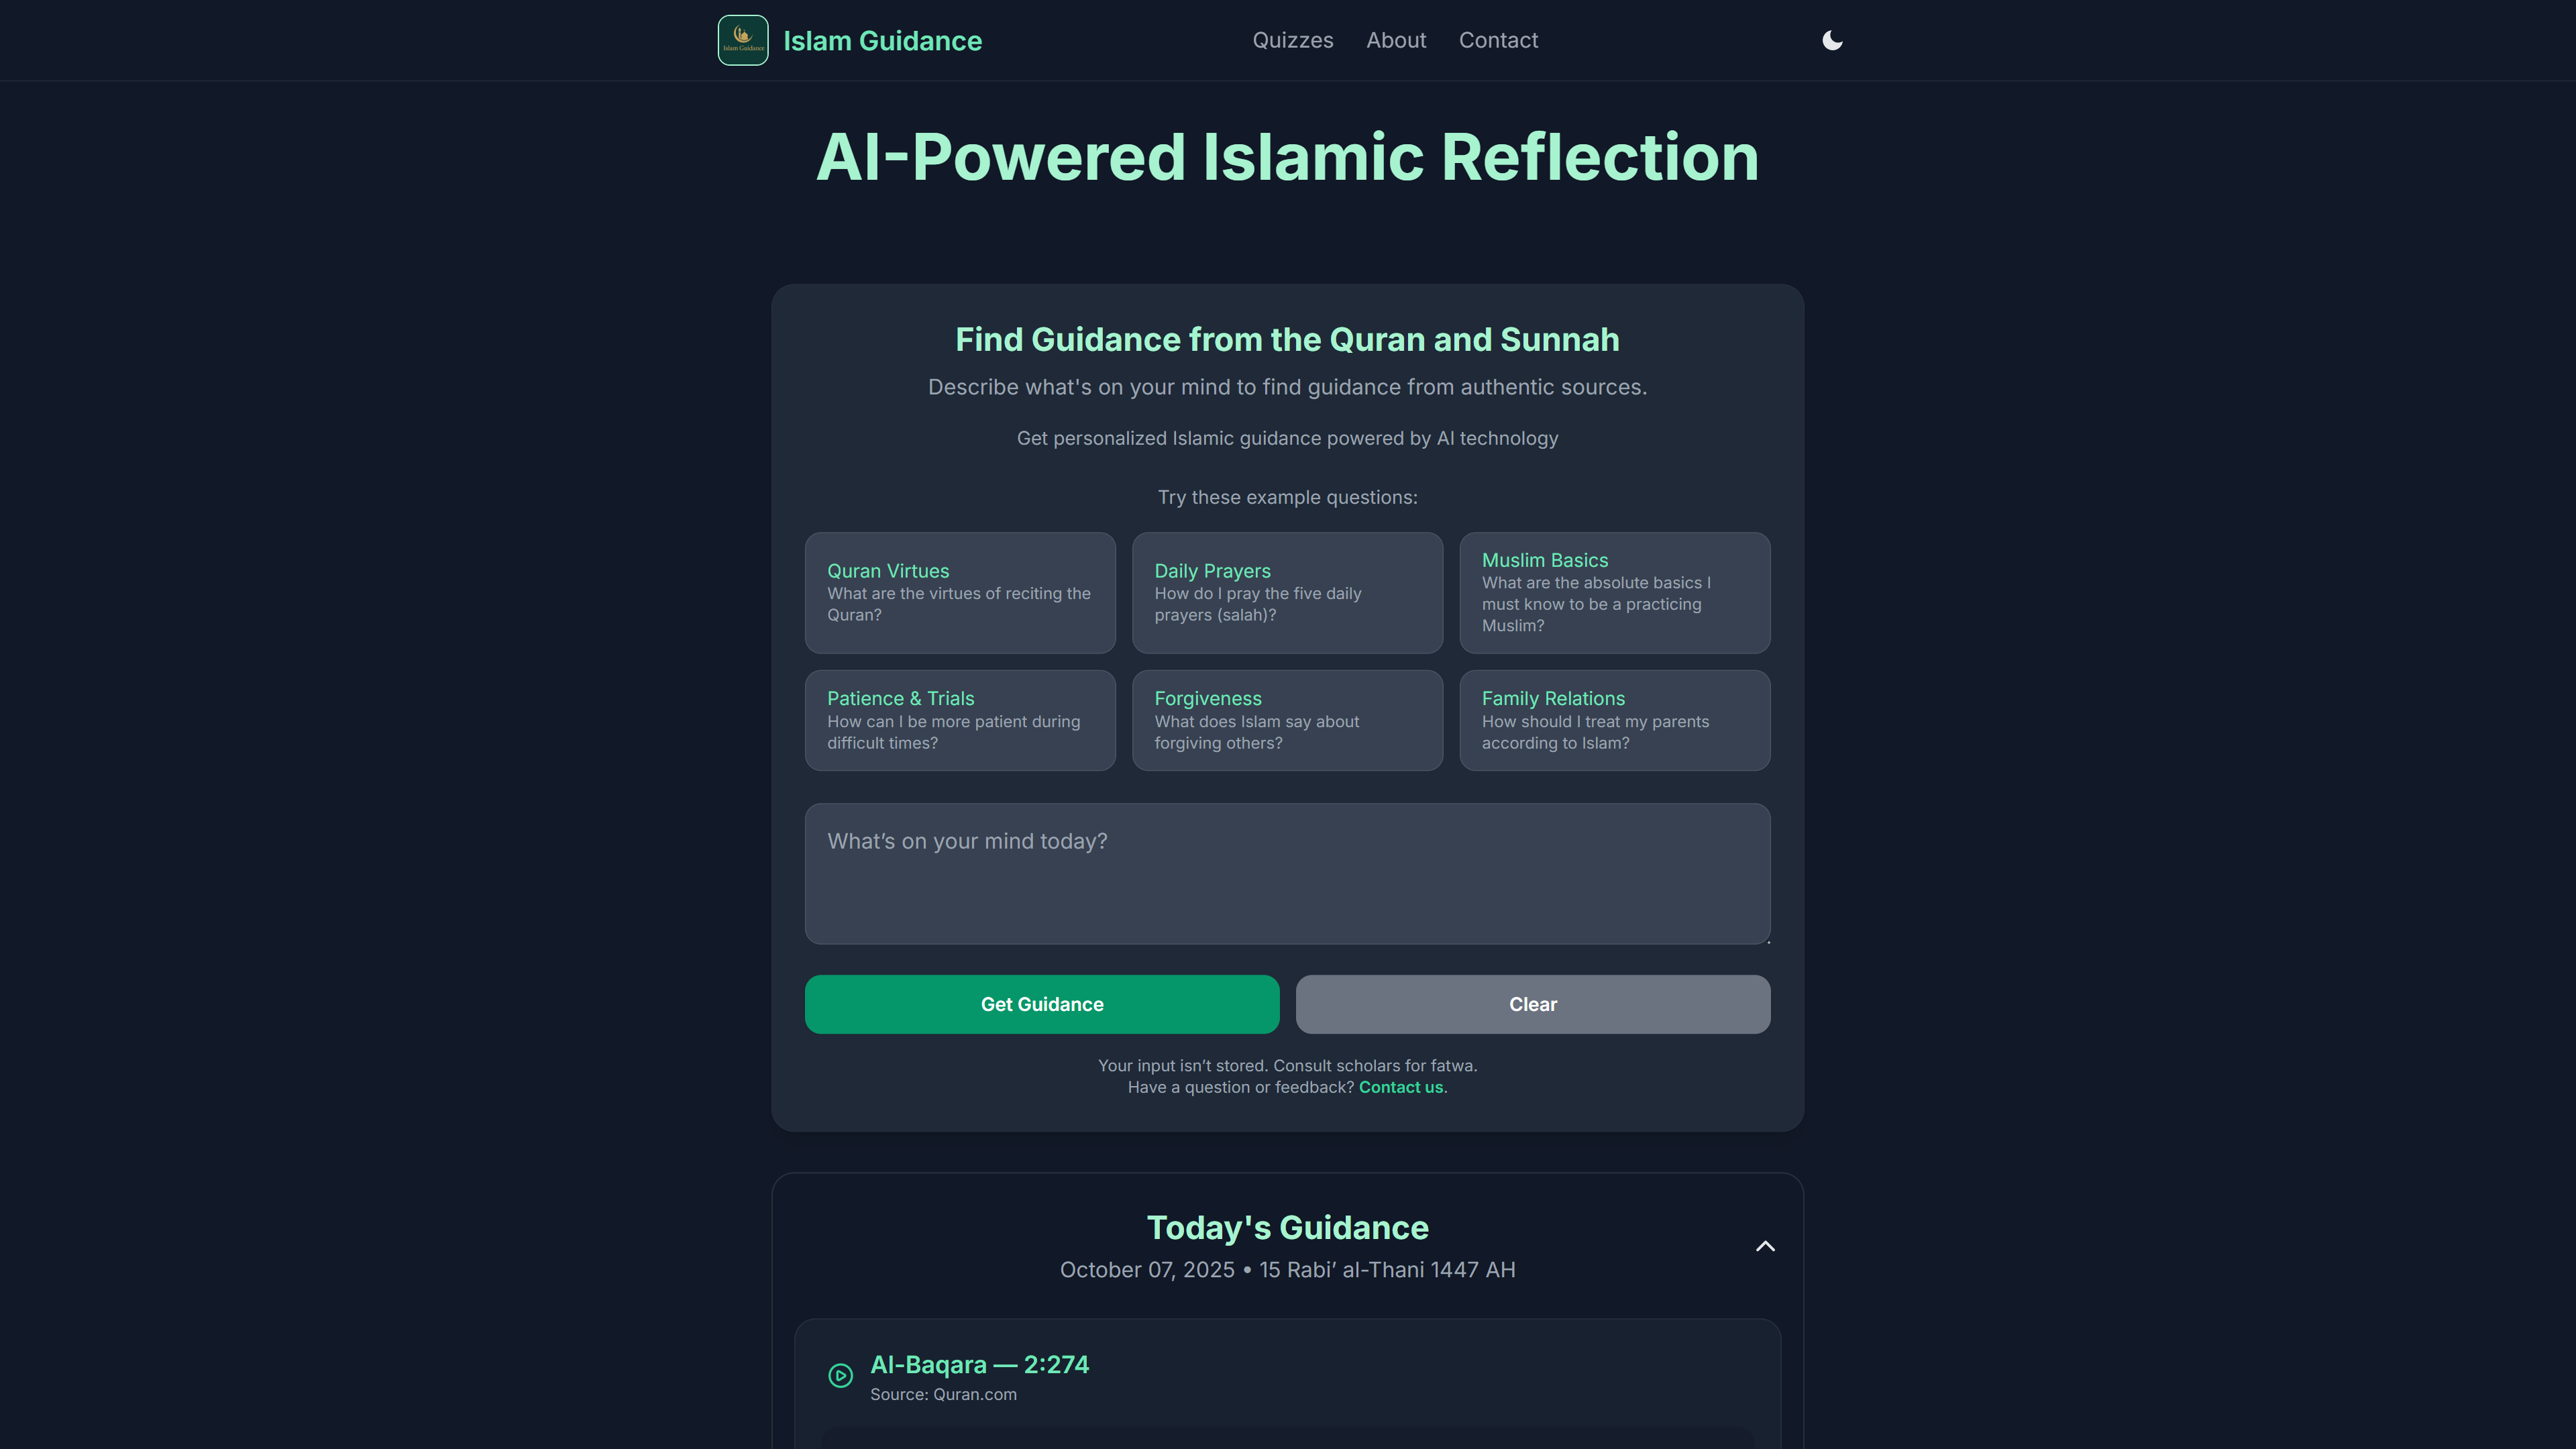 Islam Guidance
Islam Guidance
Quizzes
About
Contact
AI-Powered Islamic Reflection
Find Guidance from the Quran and Sunnah
Describe what's on your mind to find guidance from authentic sources.
Get personalized Islamic guidance powered by AI technology
Try these example questions:
Quran Virtues
What are the virtues of reciting the
Quran?
Daily Prayers
How do I pray the five daily
prayers (salah)?
Muslim Basics
What are the absolute basics I
must know to be a practicing
Muslim?
Patience & Trials
How can I be more patient during
difficult times?
Forgiveness
What does Islam say about
forgiving others?
Family Relations
How should I treat my parents
according to Islam?
What’s on your mind today?
Get Guidance
Clear
Your input isn’t stored. Consult scholars for fatwa.
Have a question or feedback? Contact us.
Today's Guidance
October 07, 2025 • 15 Rabi’ al-Thani 1447 AH
Al-Baqara — 2:274
Source: Quran.com